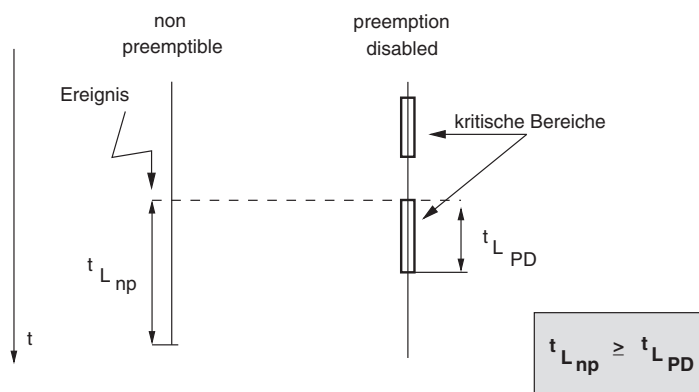 non
preemptible
preemption
disabled
Ereignis
kritische Bereiche
t L np
t L PD
t
t L np ≥ t L PD